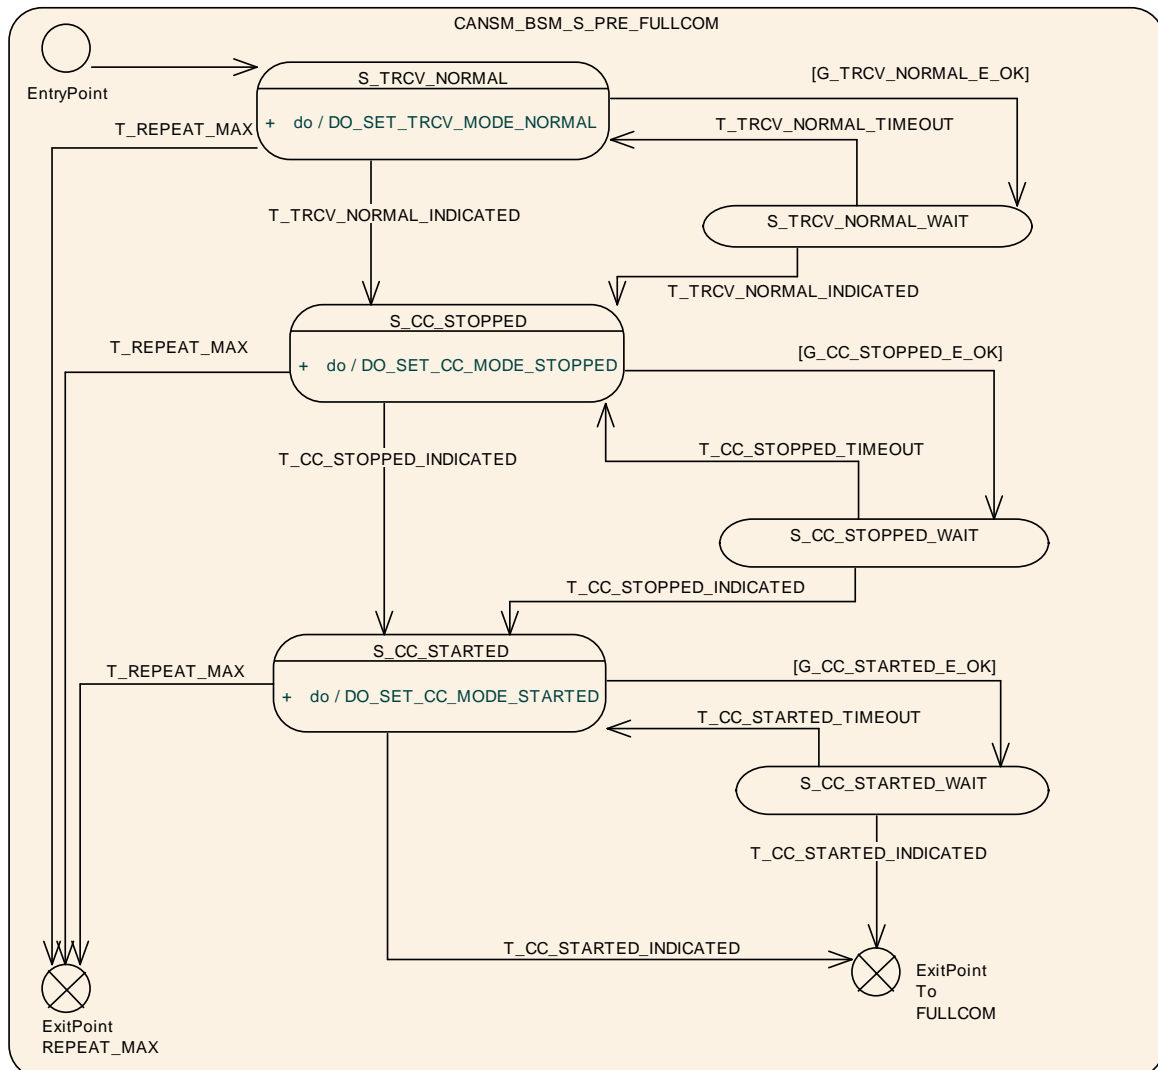 CANSM_BSM_S_PRE_FULLCOM
EntryPoint
S_TRCV_NORMAL
+ do / DO_SET_TRCV_MODE_NORMAL
[G_TRCV_NORMAL_E_OK]
T_REPEAT_MAX
T_TRCV_NORMAL_TIMEOUT
T_TRCV_NORMAL_INDICATED
S_TRCV_NORMAL_WAIT
T_TRCV_NORMAL_INDICATED
S_CC_STOPPED
+ do / DO_SET_CC_MODE_STOPPED
T_REPEAT_MAX
[G_CC_STOPPED_E_OK]
T_CC_STOPPED_TIMEOUT
T_CC_STOPPED_INDICATED
S_CC_STOPPED_WAIT
T_CC_STOPPED_INDICATED
S_CC_STARTED
+ do / DO_SET_CC_MODE_STARTED
T_REPEAT_MAX
[G_CC_STARTED_E_OK]
T_CC_STARTED_TIMEOUT
S_CC_STARTED_WAIT
T_CC_STARTED_INDICATED
T_CC_STARTED_INDICATED
ExitPoint
To
FULLCOM
ExitPoint
REPEAT_MAX